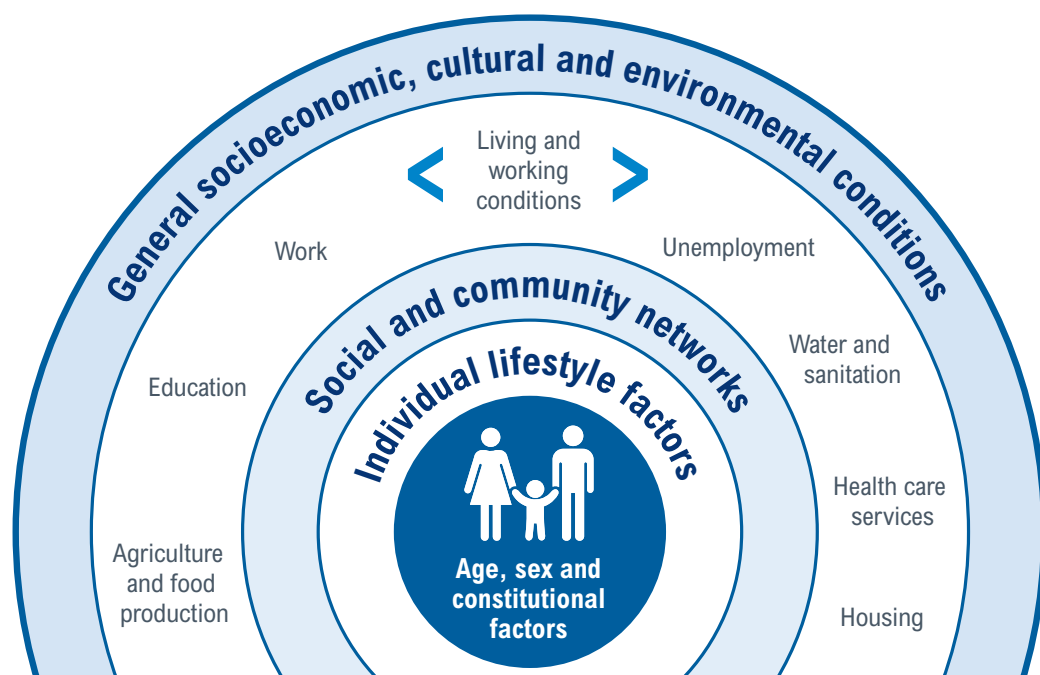 General socioeconomic, cultural and environmental conditions
Living and
working
conditions
Work
Unemployment
Social and community networks
Water and
sanitation
Individual lifestyle factors
Education
Health care
services
Agriculture
and food
production
Age, sex and
constitutional
factors
Housing